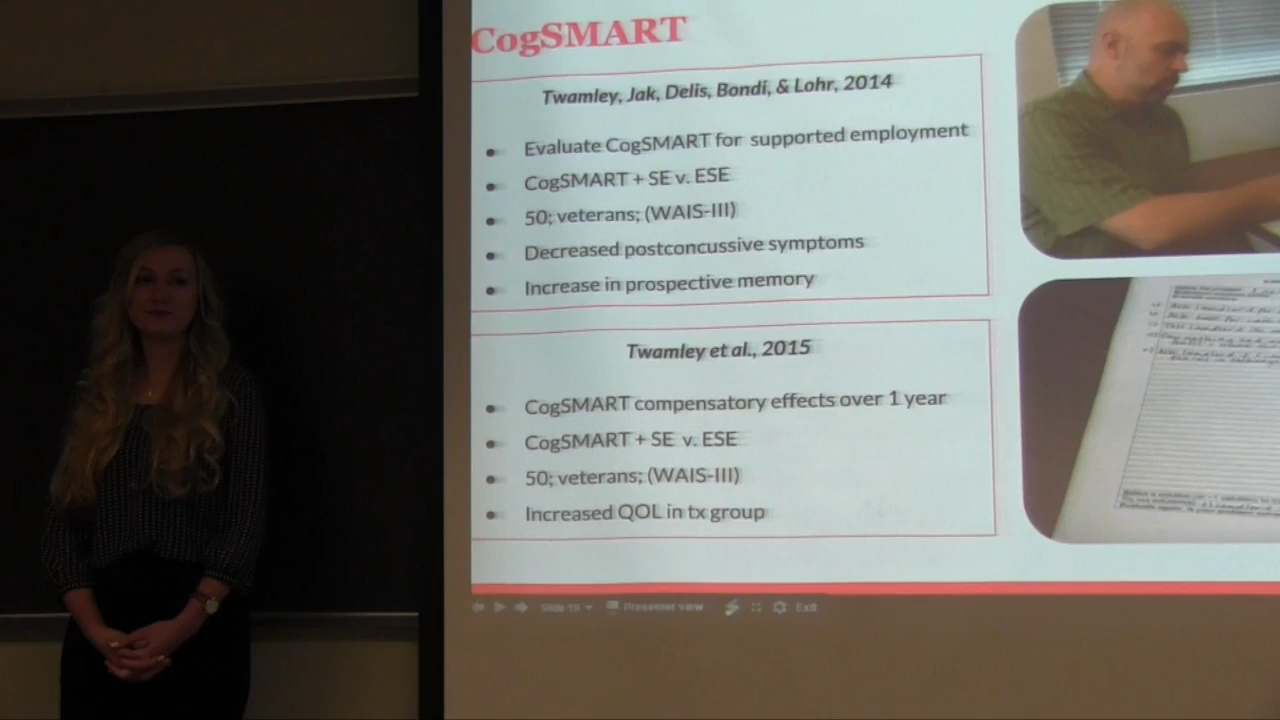 CogSMART
Twamley, Jak, Delis, Bondi, & Lohr, 2014
Evaluate CogSMART for supported employment
CogSMART + SE v. ESE
50; veterans; (WAIS-III)
Decreased postconcussive symptoms
Increase in prospective memory
Twamley et al., 2015
CogSMART compensatory effects over 1 year
CogSMART + SE v. ESE
50; veterans; (WAIS-III)
Increased QOL in tx group
Slide 19 Presenter view Exit